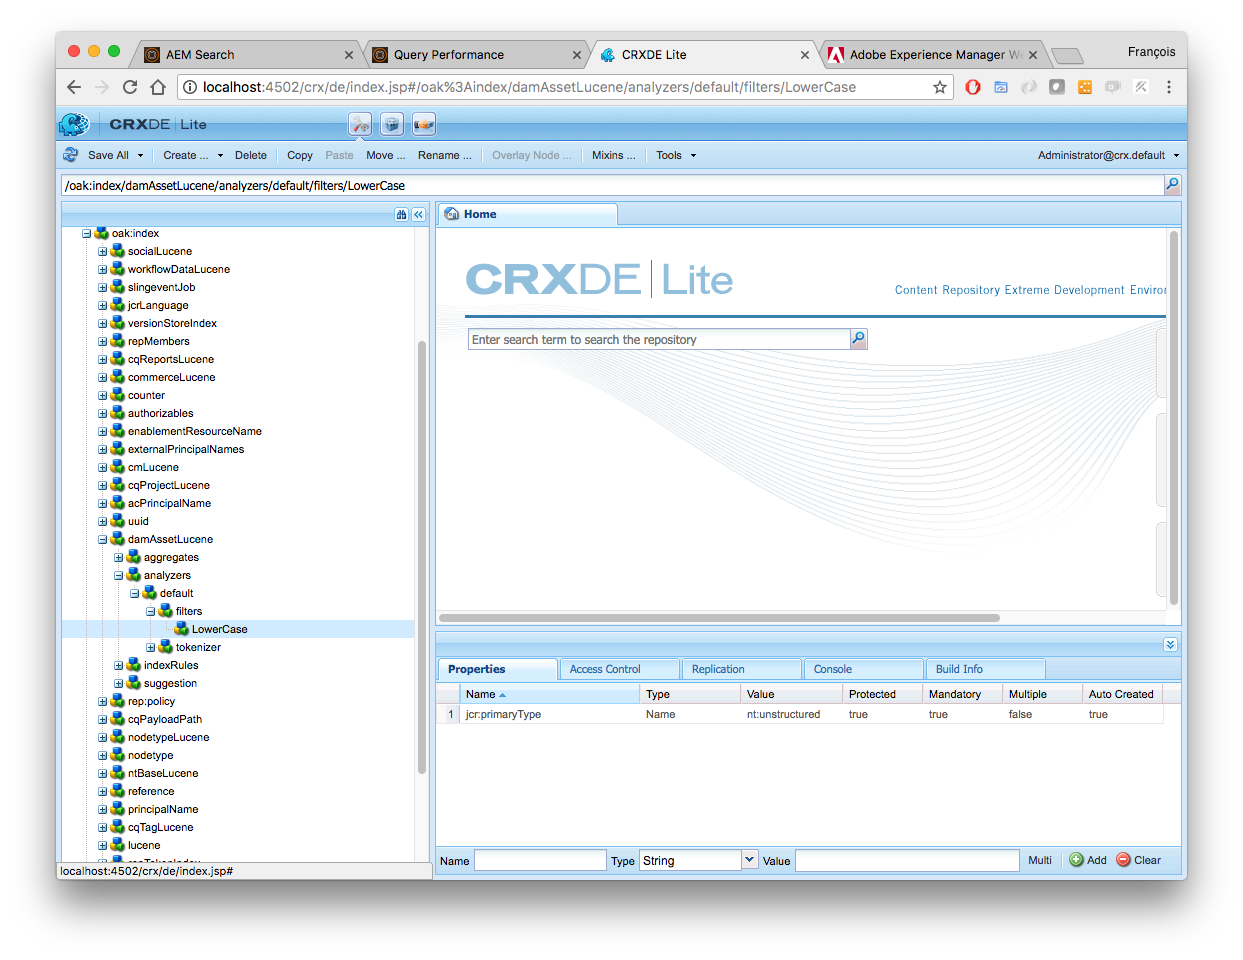 AEM Search
Query Performance
CRXDE Lite
Adobe Experience Manager We
François
localhost:4502/crx/de/index.jsp#/oak%3Aindex/damAssetLucene/analyzers/default/filters/LowerCase
CRXDE | Lite
Save All
Create ...
Delete
Copy
Paste
Move ...
Rename ...
Overlay Node ...
Mixins ...
Tools
Administrator@crx.default
/oak:index/damAssetLucene/analyzers/default/filters/LowerCase
oak:index
socialLucene
workflowDataLucene
slingeventJob
jcrLanguage
versionStoreIndex
repMembers
cqReportsLucene
commerceLucene
counter
authorizables
enablementResourceName
externalPrincipalNames
cmLucene
cqProjectLucene
acPrincipalName
uuid
damAssetLucene
aggregates
analyzers
default
filters
LowerCase
tokenizer
indexRules
suggestion
rep:policy
cqPayloadPath
nodetypeLucene
nodetype
ntBaseLucene
reference
principalName
cqTagLucene
lucene
localhost:4502/crx/de/index.jsp#
Home
CRXDE | Lite
Content Repository Extreme Development Enviror
Enter search term to search the repository
Properties
Access Control
Replication
Console
Build Info
Name Type Value Protected Mandatory Multiple Auto Created
1 jcr:primaryType Name nt:unstructured true true false true
Name Type String Value Multi Add Clear